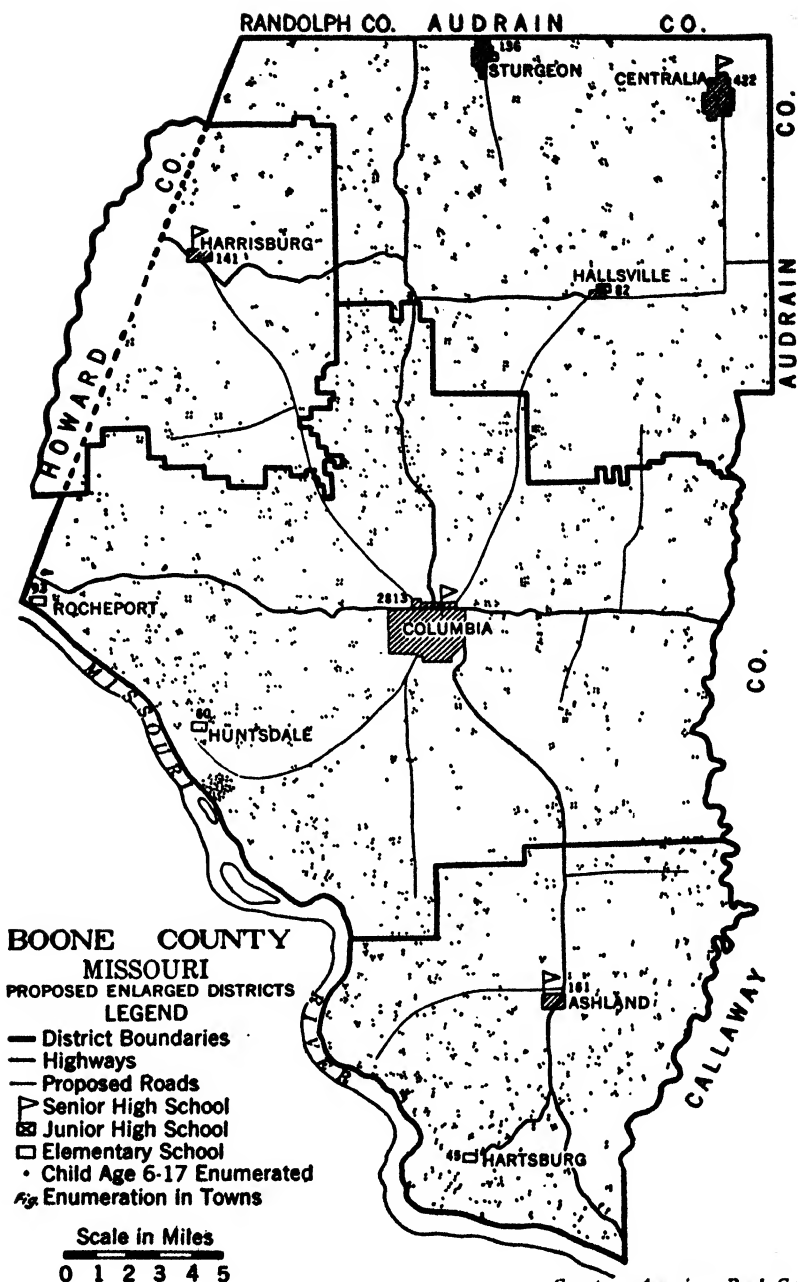 RANDOLPH CO. AUDRAIN CO.
136
STURGEON
CENTRALIA 422
CO.
CO.
HARRISBURG
141
HALLSVILLE
82
AUDRAIN
HOWARD
ROCHEPORT
2813
COLUMBIA
CO.
MISSOURI
60
HUNTSDALE
BOONE COUNTY
MISSOURI
PROPOSED ENLARGED DISTRICTS
LEGEND
District Boundaries
Highways
Proposed Roads
Senior High School
Junior High School
Elementary School
Child Age 6-17 Enumerated
Fig. Enumeration in Towns
Scale in Miles
0 1 2 3 4 5
RIVER
161
ASHLAND
CALLAWAY
45 HARTSBURG